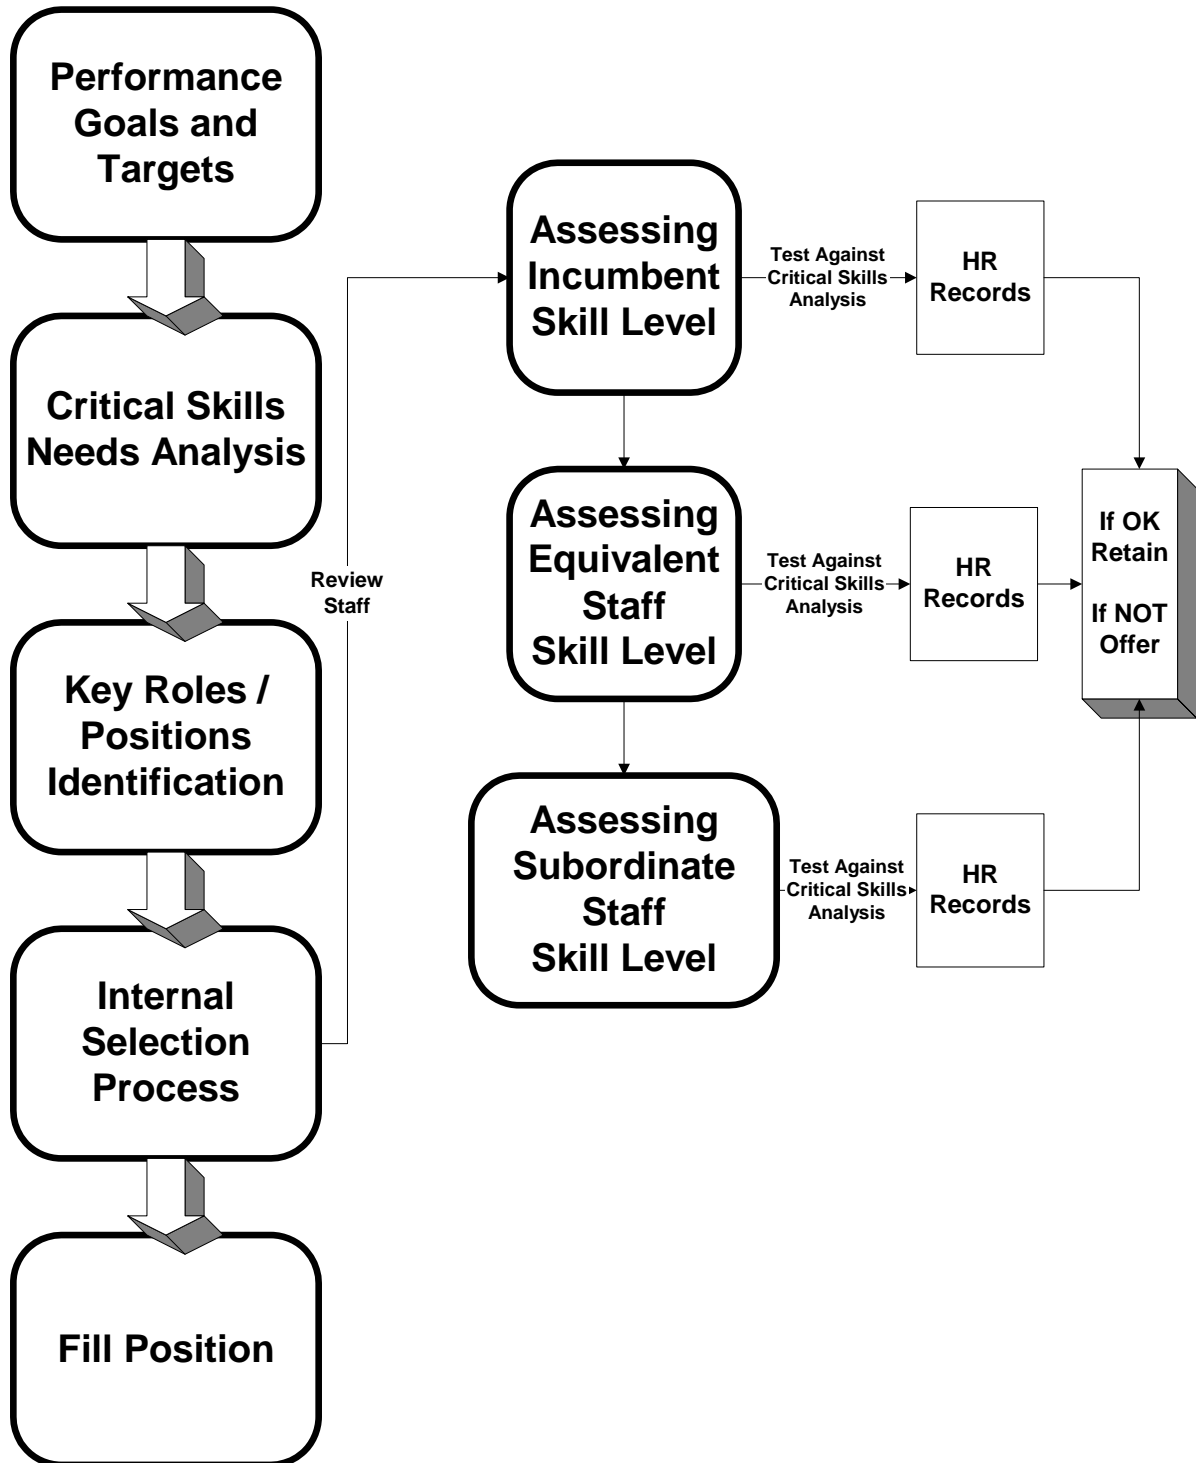 Performance
Goals and
Targets
Critical Skills
Needs Analysis
Key Roles /
Positions
Identification
Internal
Selection
Process
Fill Position
Review
Staff
Assessing
Incumbent
Skill Level
Test Against
Critical Skills
Analysis
HR
Records
Assessing
Equivalent
Staff
Skill Level
Test Against
Critical Skills
Analysis
HR
Records
Assessing
Subordinate
Staff
Skill Level
Test Against
Critical Skills
Analysis
HR
Records
If OK
Retain
If NOT
Offer